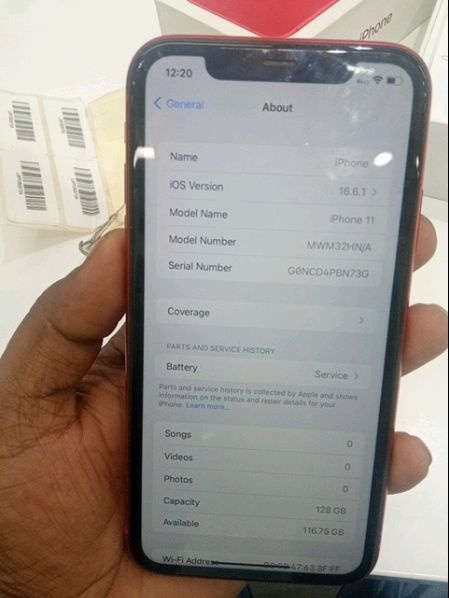 iPhone
12:20
General
About
Name iPhone
iOS Version 16.6.1
Model Name iPhone 11
Model Number MWM32HN/A
Serial Number G0NCD4PBN73G
Coverage
PARTS AND SERVICE HISTORY
Battery Service
Parts and service history is collected by Apple and shows
information on the status and repair details for your
iPhone. Learn more...
Songs 0
Videos 0
Photos 0
Capacity 128 GB
Available 116.75 GB
Wi-Fi Address